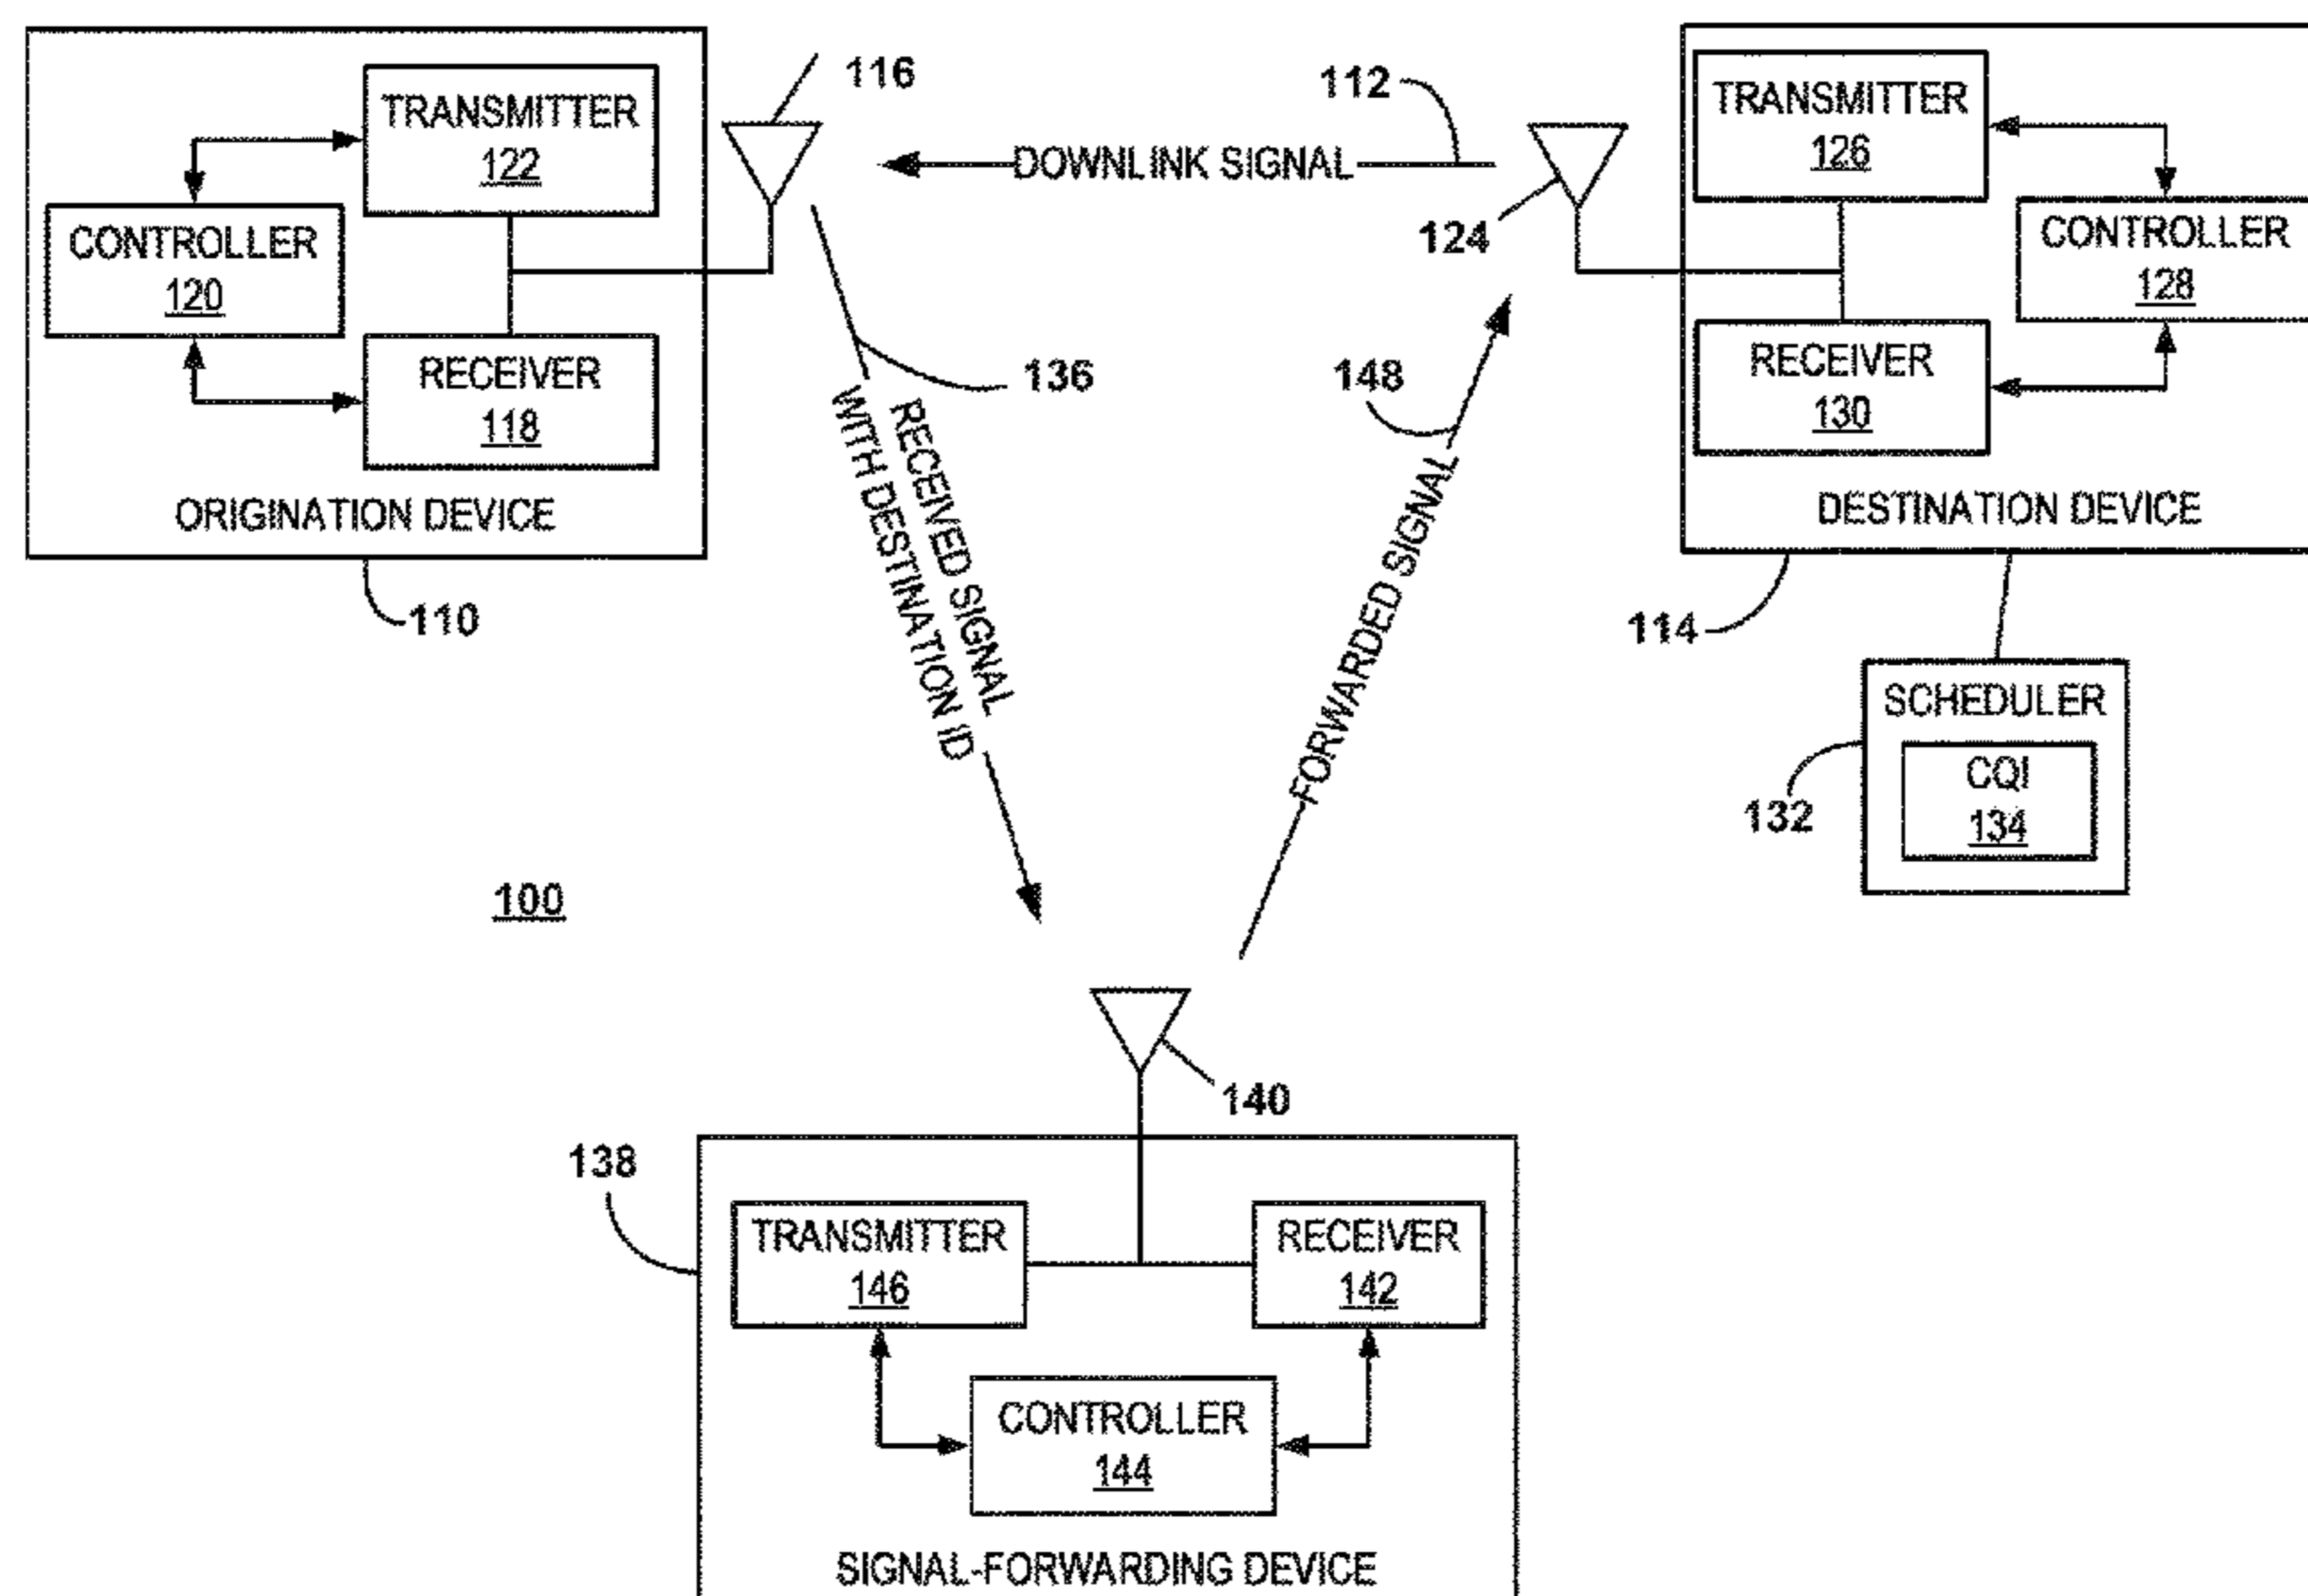 TRANSMITTER
122
CONTROLLER
120
RECEIVER
118
ORIGINATION DEVICE
110
116
112
DOWNLINK SIGNAL
124
TRANSMITTER
126
CONTROLLER
128
RECEIVER
130
DESTINATION DEVICE
114
SCHEDULER
CQI
134
132
136
RECEIVED SIGNAL
WITH DESTINATION ID
148
FORWARDED SIGNAL
100
140
138
TRANSMITTER
146
RECEIVER
142
CONTROLLER
144
SIGNAL-FORWARDING DEVICE